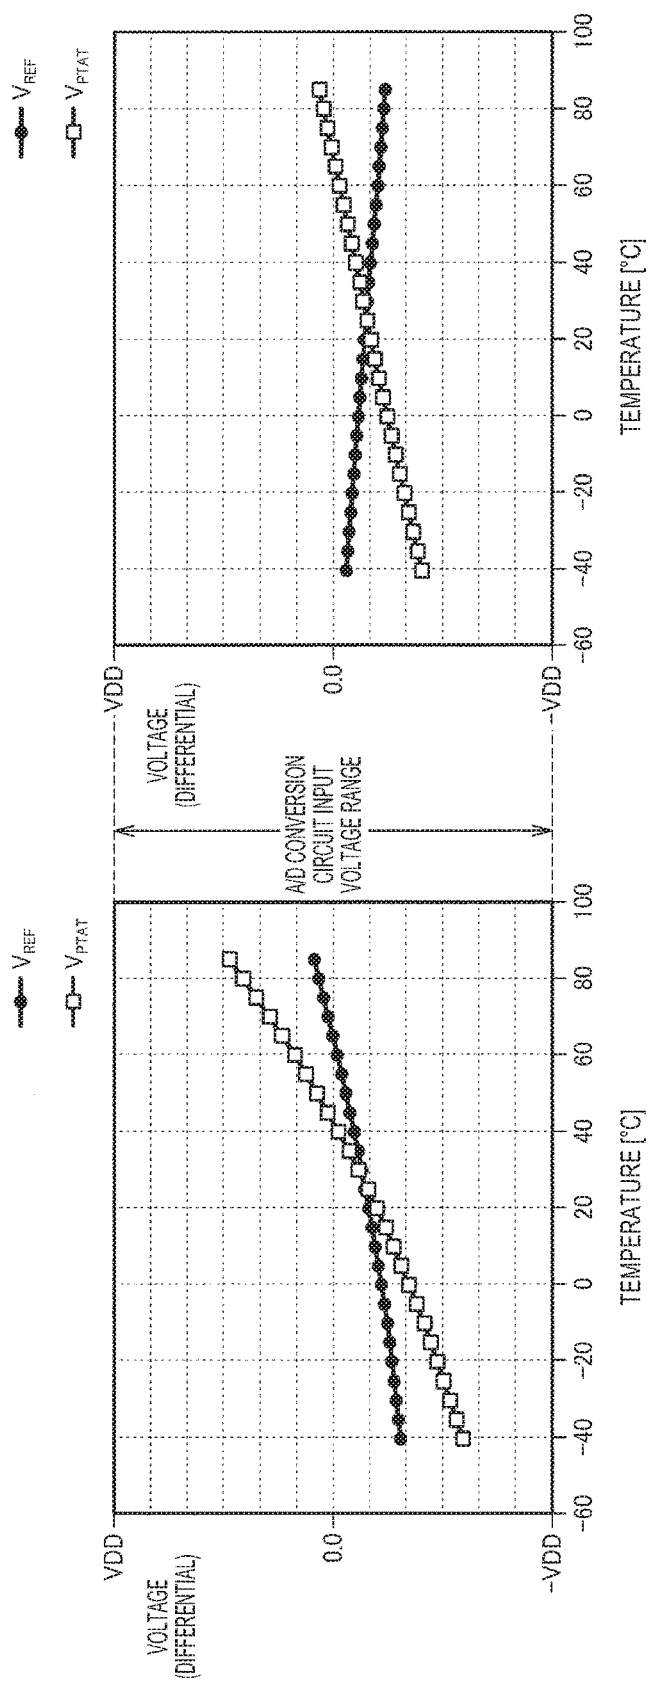 V_REF
V_PTAT
VOLTAGE
(DIFFERENTIAL)
VDD
0.0
-VDD
-60
-40
-20
0
20
40
60
80
100
TEMPERATURE [°C]
A/D CONVERSION
CIRCUIT INPUT
VOLTAGE RANGE
V_REF
V_PTAT
VOLTAGE
(DIFFERENTIAL)
VDD
0.0
-VDD
-60
-40
-20
0
20
40
60
80
100
TEMPERATURE [°C]